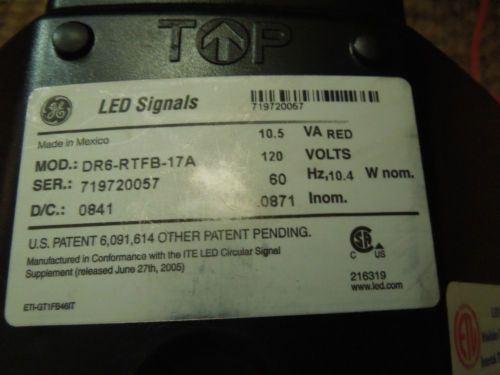 TOP
GE LED Signals 719720057
Made in Mexico 10.5 VA RED
MOD.: DR6-RTFB-17A 120 VOLTS
SER.: 719720057 60 Hz,10.4 W nom.
D/C.: 0841 .0871 Inom.
U.S. PATENT 6,091,614 OTHER PATENT PENDING.
Manufactured in Conformance with the ITE LED Circular Signal
Supplement (released June 27th, 2005)
C US
216319
www.led.com
ETI-GT1FB46IT